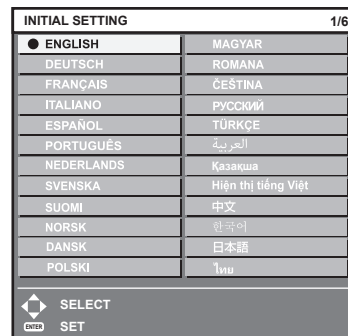 INITIAL SETTING 1/6
ENGLISH MAGYAR
DEUTSCH ROMANA
FRANÇAIS ČEŠTINA
ITALIANO РУССКИЙ
ESPAÑOL TÜRKÇE
PORTUGUÊS العربية
NEDERLANDS Қазақша
SVENSKA Hiện thị tiếng Việt
SUOMI 中文
NORSK 한국어
DANSK 日本語
POLSKI ไทย
SELECT
ENTER SET